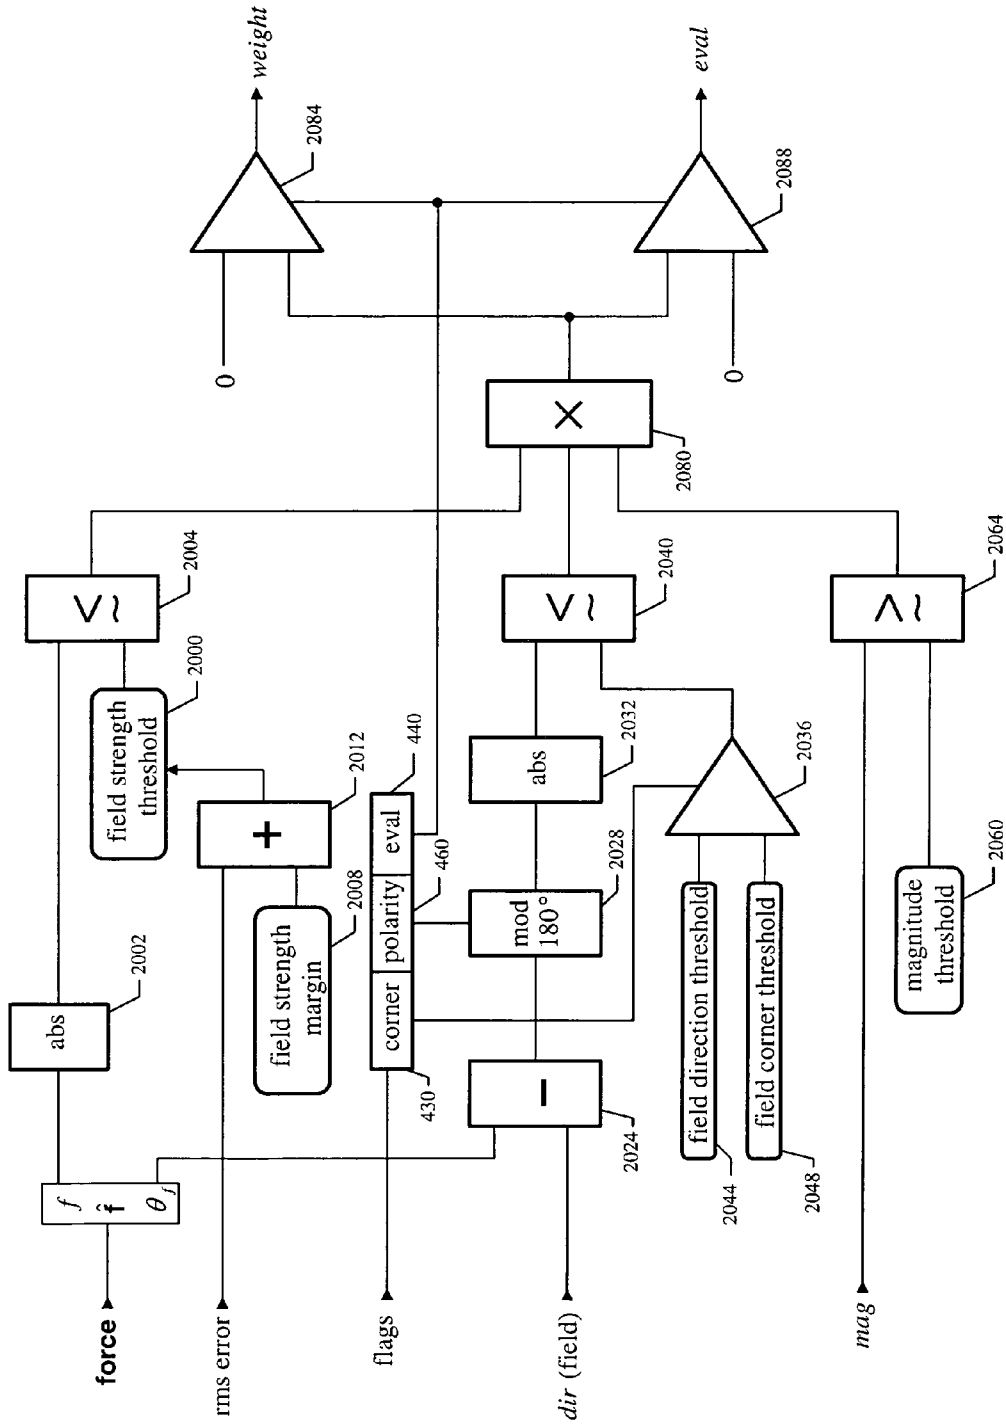 force
f
f̂
θf
abs
2002
2004
rms error
field strength
threshold
2000
field strength
margin
2008
+
2012
flags
430
corner
polarity
eval
460
440
dir (field)
−
2024
mod
180°
2028
abs
2032
2040
field direction threshold
2044
field corner threshold
2048
2036
mag
magnitude
threshold
2060
2064
×
2080
0
2084
weight
0
2088
eval